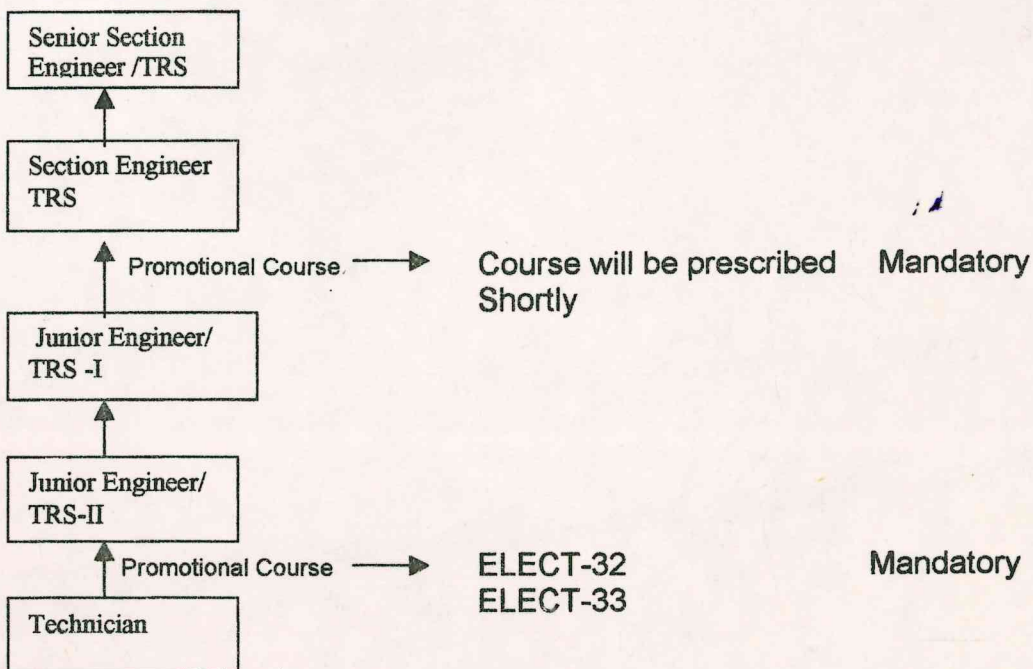 Senior Section
Engineer /TRS
Section Engineer
TRS
Promotional Course
Course will be prescribed Mandatory
Shortly
Junior Engineer/
TRS -I
Junior Engineer/
TRS-II
Promotional Course
ELECT-32 Mandatory
ELECT-33
Technician